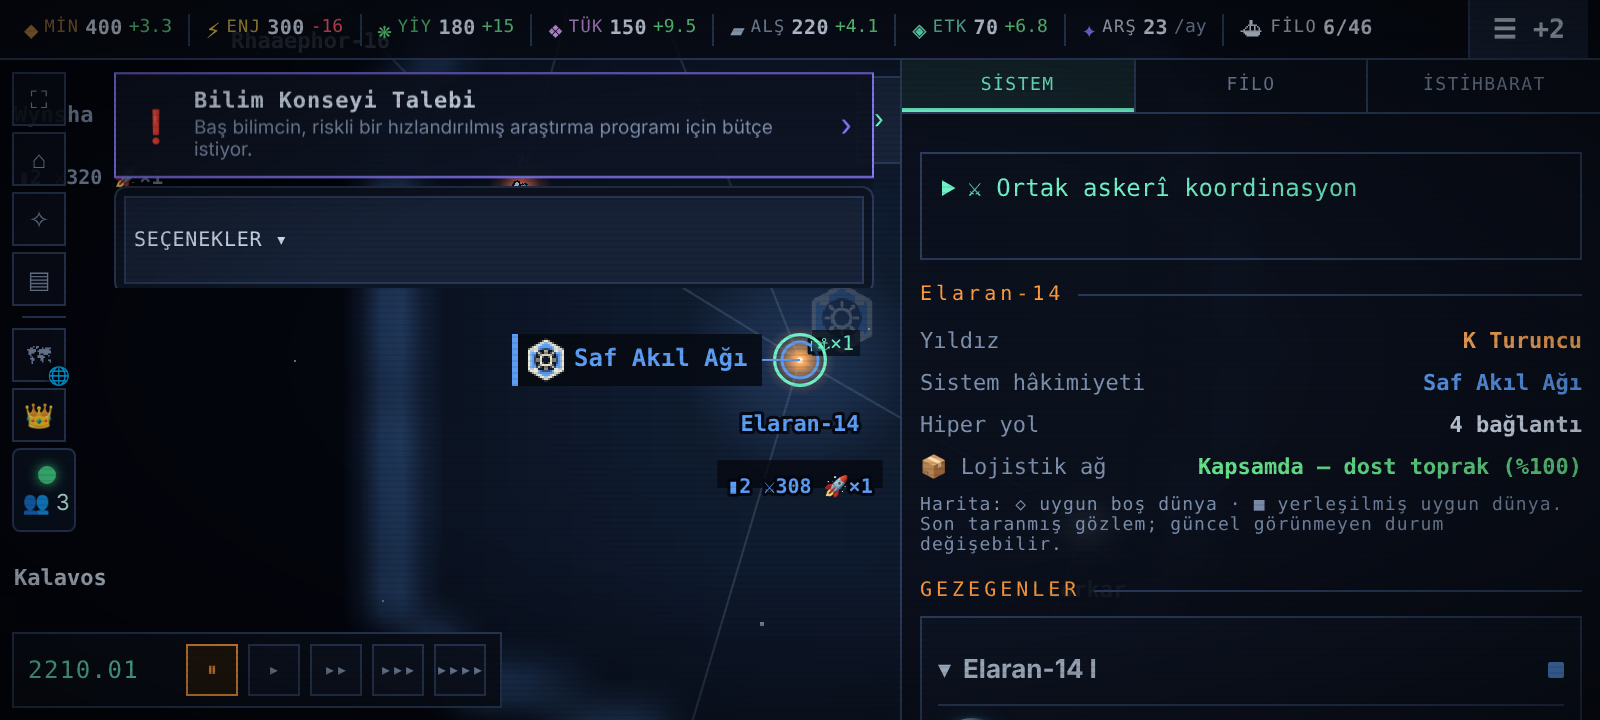 MİN 400 +3.3 ENJ 300 -16 YİY 180 +15 TÜK 150 +9.5 ALŞ 220 +4.1 ETK 70 +6.8 ARŞ 23 /ay FİLO 6/46 ☰ +2
Rhaaephor-16
SİSTEM FİLO İSTİHBARAT
Bilim Konseyi Talebi
Baş bilimcin, riskli bir hızlandırılmış araştırma programı için bütçe
istiyor.
Wynsha
2 ⚔320 🚀×1
SEÇENEKLER ▾
▶ ⚔ Ortak askerî koordinasyon
Saf Akıl Ağı
×1
Elaran-14
▮2 ⚔308 🚀×1
👥 3
Kalavos
2210.01
Elaran-14
Yıldız K Turuncu
Sistem hâkimiyeti Saf Akıl Ağı
Hiper yol 4 bağlantı
📦 Lojistik ağ Kapsamda — dost toprak (%100)
Harita: ◇ uygun boş dünya · ■ yerleşilmiş uygun dünya.
Son taranmış gözlem; güncel görünmeyen durum
değişebilir.
GEZEGENLER
▼ Elaran-14 I